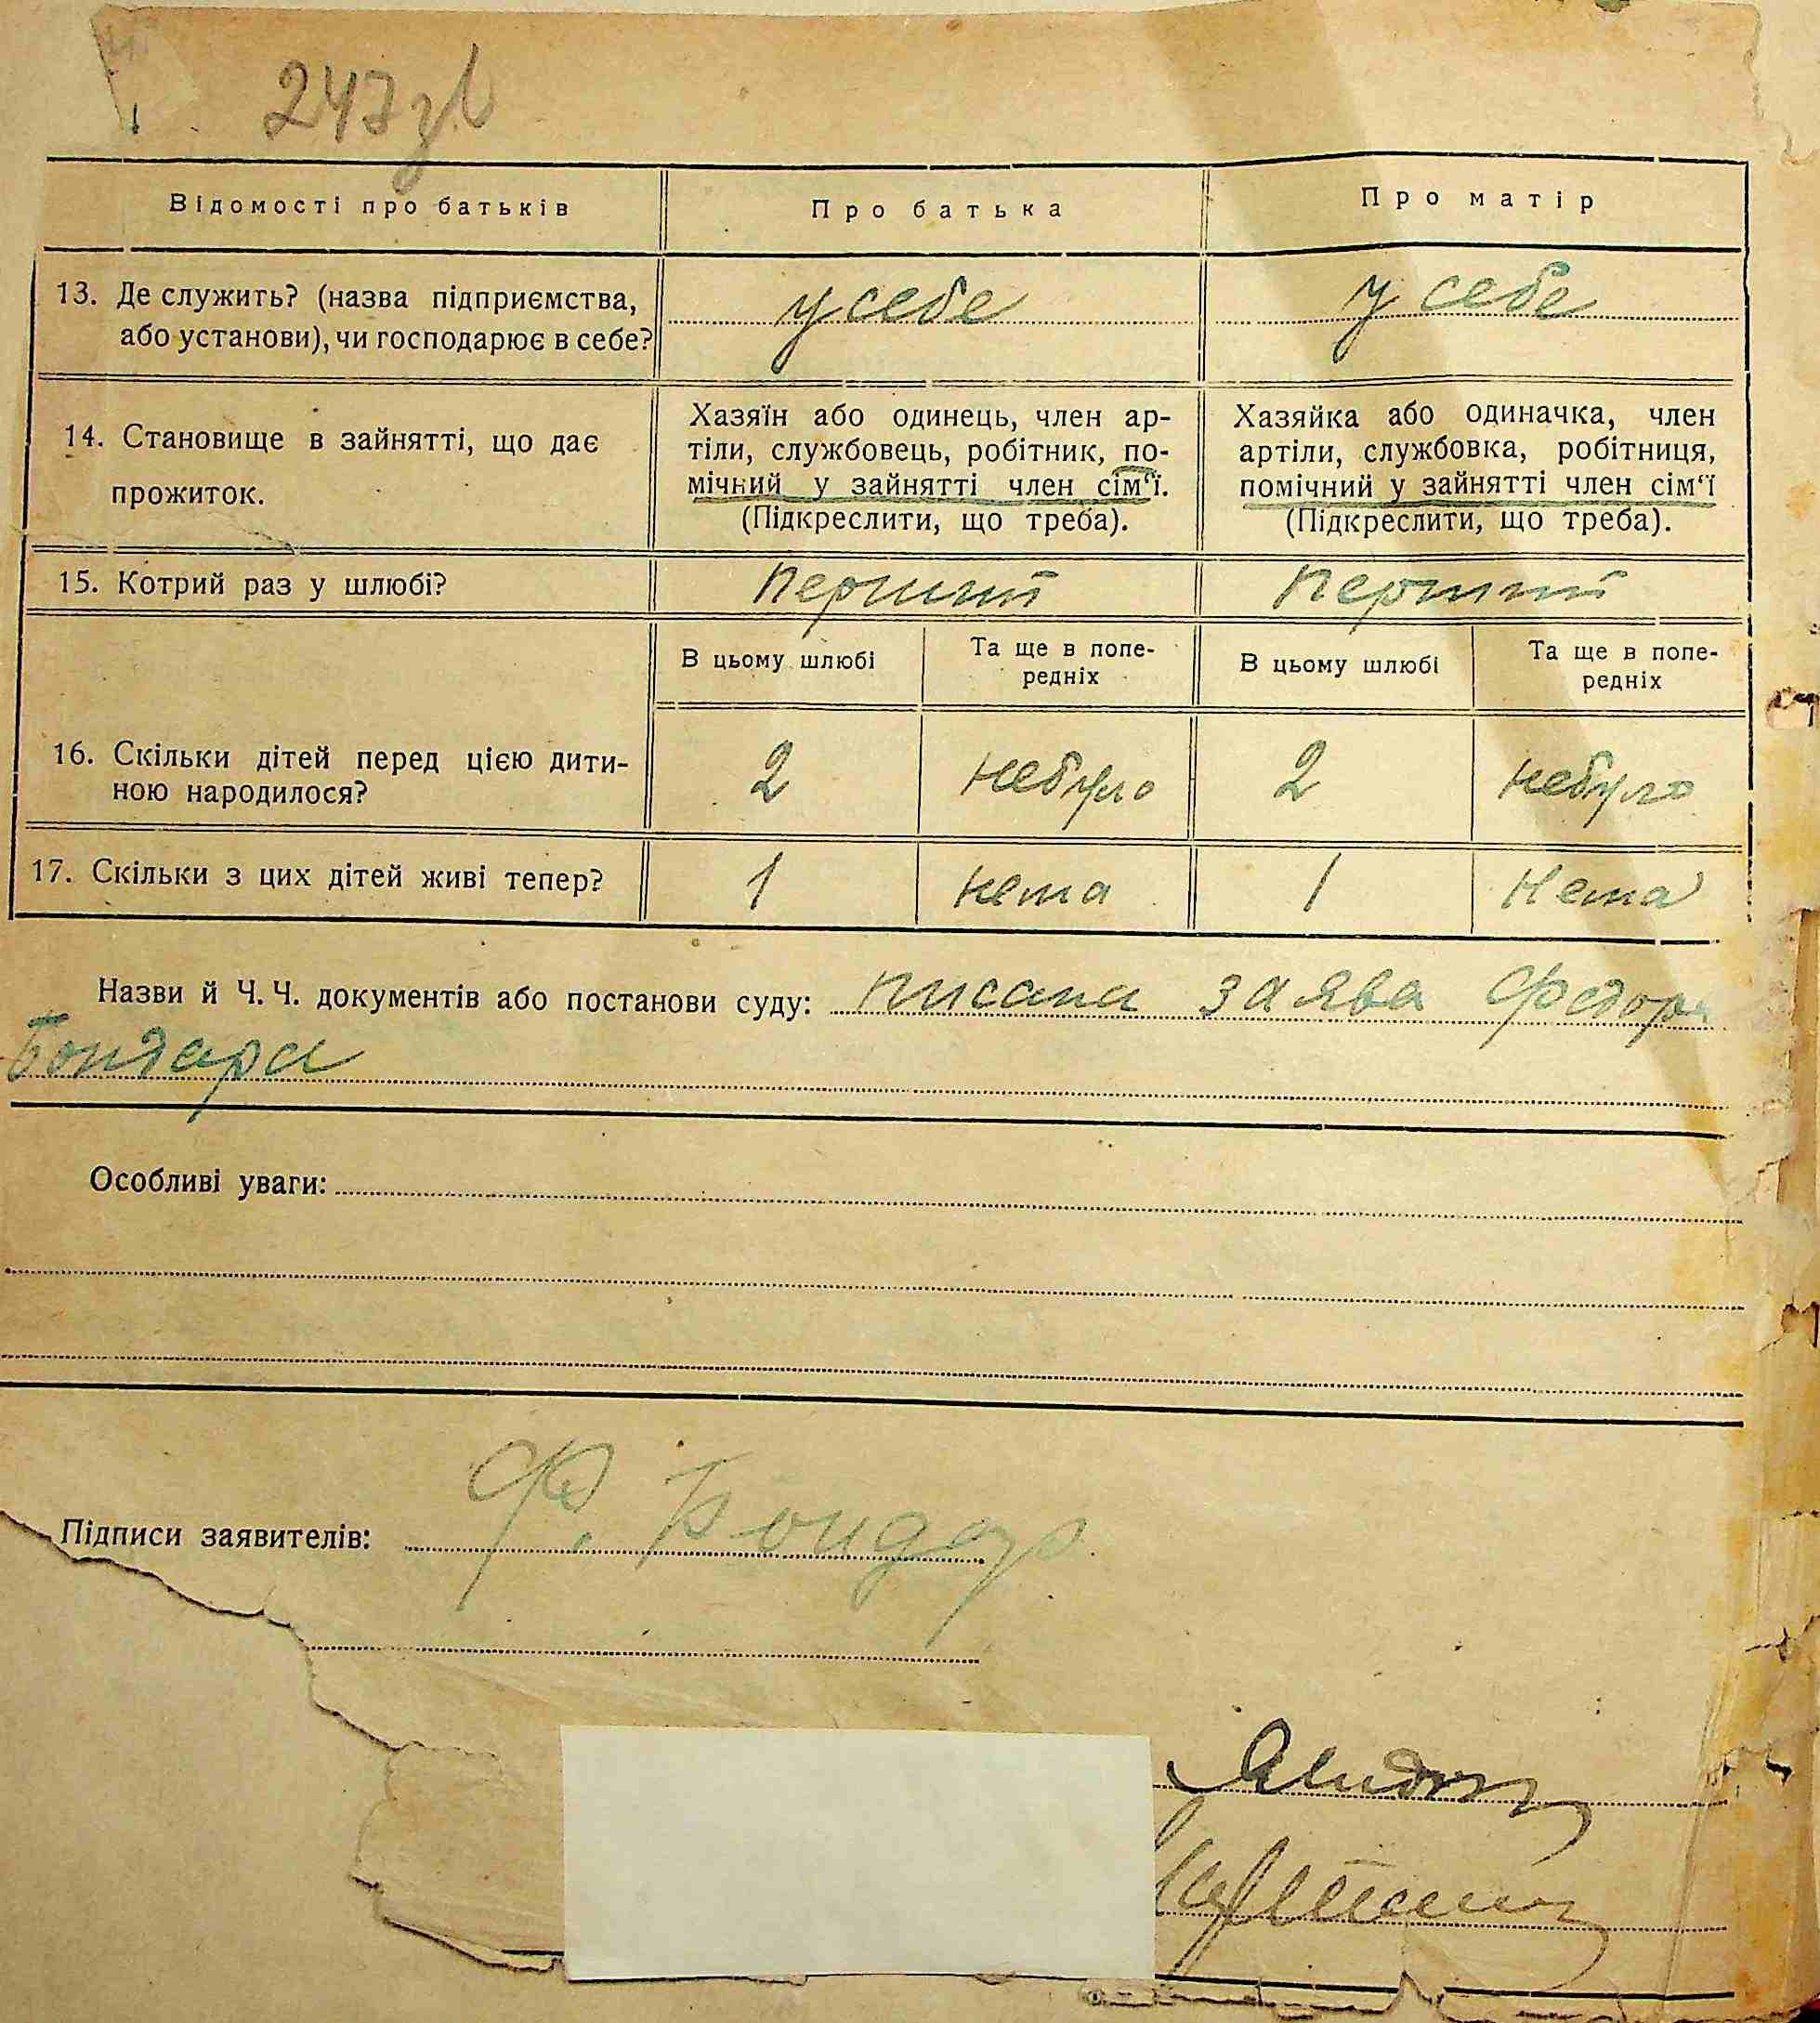 247 зв
Відомості про батьків
Про батька
Про матір
13. Де служить? (назва підприємства,
або установи), чи господарює в себе?
у себе
у себе
14. Становище в зайнятті, що дає
прожиток.
Хазяїн або одинець, член ар-
тіли, службовець, робітник, по-
мічний у зайнятті член сім‘ї.
(Підкреслити, що треба).
Хазяйка або одиначка, член
артіли, службовка, робітниця,
помічний у зайнятті член сім‘ї
(Підкреслити, що треба).
15. Котрий раз у шлюбі?
перший
перший
В цьому шлюбі
Та ще в попе-
редніх
В цьому шлюбі
Та ще в попе-
редніх
16. Скільки дітей перед цією дити-
ною народилося?
2
небуло
2
небуло
17. Скільки з цих дітей живі тепер?
1
нема
1
Нема
Назви й Ч. Ч. документів або постанови суду: писана заява Федора
Бондара
Особливі уваги:
Підписи заявителів: Ф. Бондар